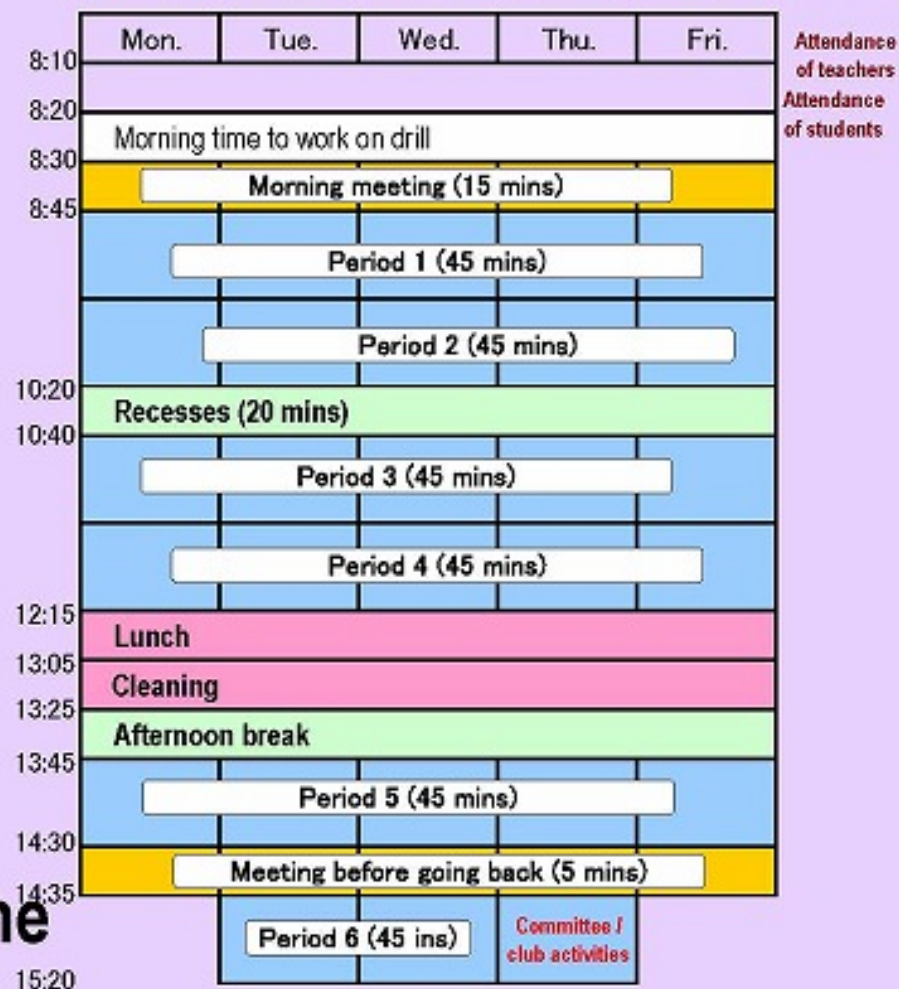 Mon. Tue. Wed. Thu. Fri.
Attendance
of teachers
8:10
8:20
Attendance
of students
Morning time to work on drill
8:30
Morning meeting (15 mins)
8:45
Period 1 (45 mins)
Period 2 (45 mins)
10:20
Recesses (20 mins)
10:40
Period 3 (45 mins)
Period 4 (45 mins)
12:15
Lunch
13:05
Cleaning
13:25
Afternoon break
13:45
Period 5 (45 mins)
14:30
Meeting before going back (5 mins)
14:35
ne
Period 6 (45 ins)
Committee /
club activities
15:20